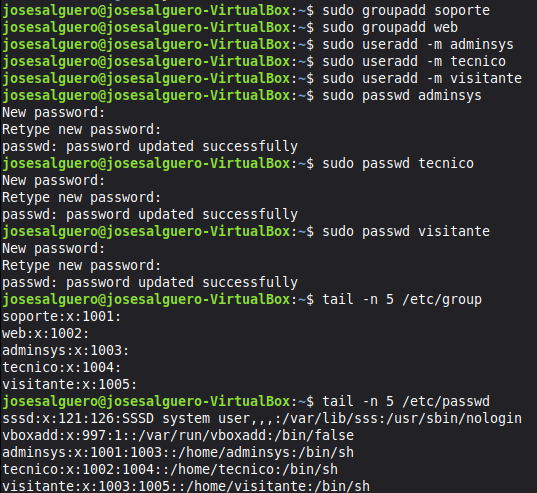 josesalguero@josesalguero-VirtualBox:~$ sudo groupadd soporte
josesalguero@josesalguero-VirtualBox:~$ sudo groupadd web
josesalguero@josesalguero-VirtualBox:~$ sudo useradd -m adminsys
josesalguero@josesalguero-VirtualBox:~$ sudo useradd -m tecnico
josesalguero@josesalguero-VirtualBox:~$ sudo useradd -m visitante
josesalguero@josesalguero-VirtualBox:~$ sudo passwd adminsys
New password:
Retype new password:
passwd: password updated successfully
josesalguero@josesalguero-VirtualBox:~$ sudo passwd tecnico
New password:
Retype new password:
passwd: password updated successfully
josesalguero@josesalguero-VirtualBox:~$ sudo passwd visitante
New password:
Retype new password:
passwd: password updated successfully
josesalguero@josesalguero-VirtualBox:~$ tail -n 5 /etc/group
soporte:x:1001:
web:x:1002:
adminsys:x:1003:
tecnico:x:1004:
visitante:x:1005:
josesalguero@josesalguero-VirtualBox:~$ tail -n 5 /etc/passwd
sssd:x:121:126:SSSD system user,,,:/var/lib/sss:/usr/sbin/nologin
vboxadd:x:997:1::/var/run/vboxadd:/bin/false
adminsys:x:1001:1003::/home/adminsys:/bin/sh
tecnico:x:1002:1004::/home/tecnico:/bin/sh
visitante:x:1003:1005::/home/visitante:/bin/sh